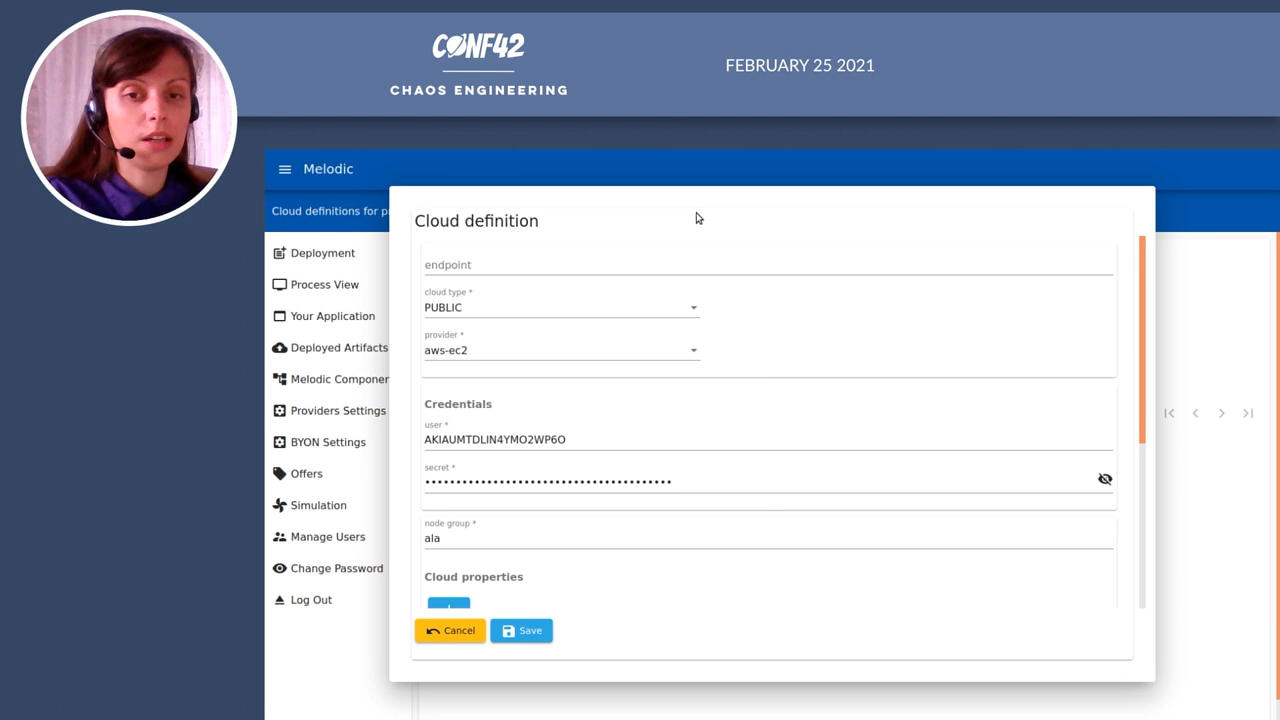 CONF42
CHAOS ENGINEERING
FEBRUARY 25 2021
Melodic
Cloud definitions for p
Deployment
Process View
Your Application
Deployed Artifacts
Melodic Componen
Providers Settings
BYON Settings
Offers
Simulation
Manage Users
Change Password
Log Out
Cloud definition
endpoint
cloud type *
PUBLIC
provider *
aws-ec2
Credentials
user *
AKIAUMTDLIN4YMO2WP6O
secret *
••••••••••••••••••••••••••••••••••••••••
node group *
ala
Cloud properties
Cancel
Save